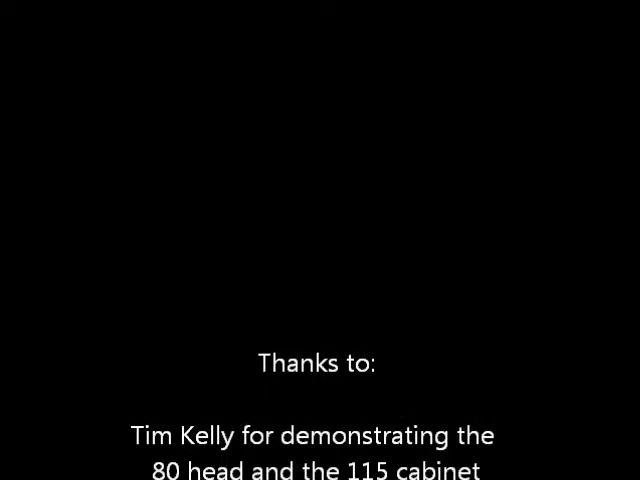 Thanks to:
Tim Kelly for demonstrating the
80 head and the 115 cabinet